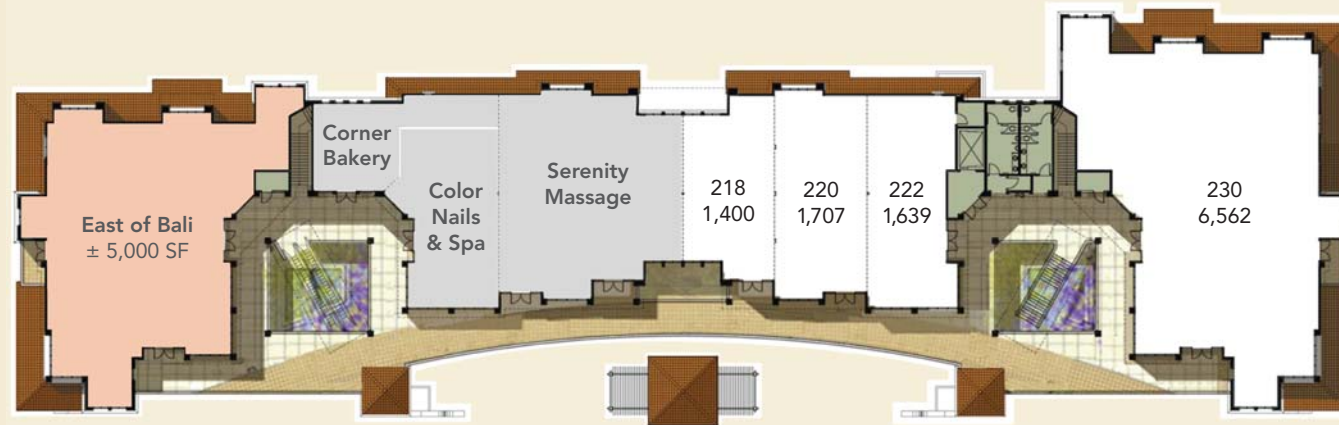 East of Bali
± 5,000 SF
Corner
Bakery
Color
Nails
& Spa
Serenity
Massage
218
1,400
220
1,707
222
1,639
230
6,562